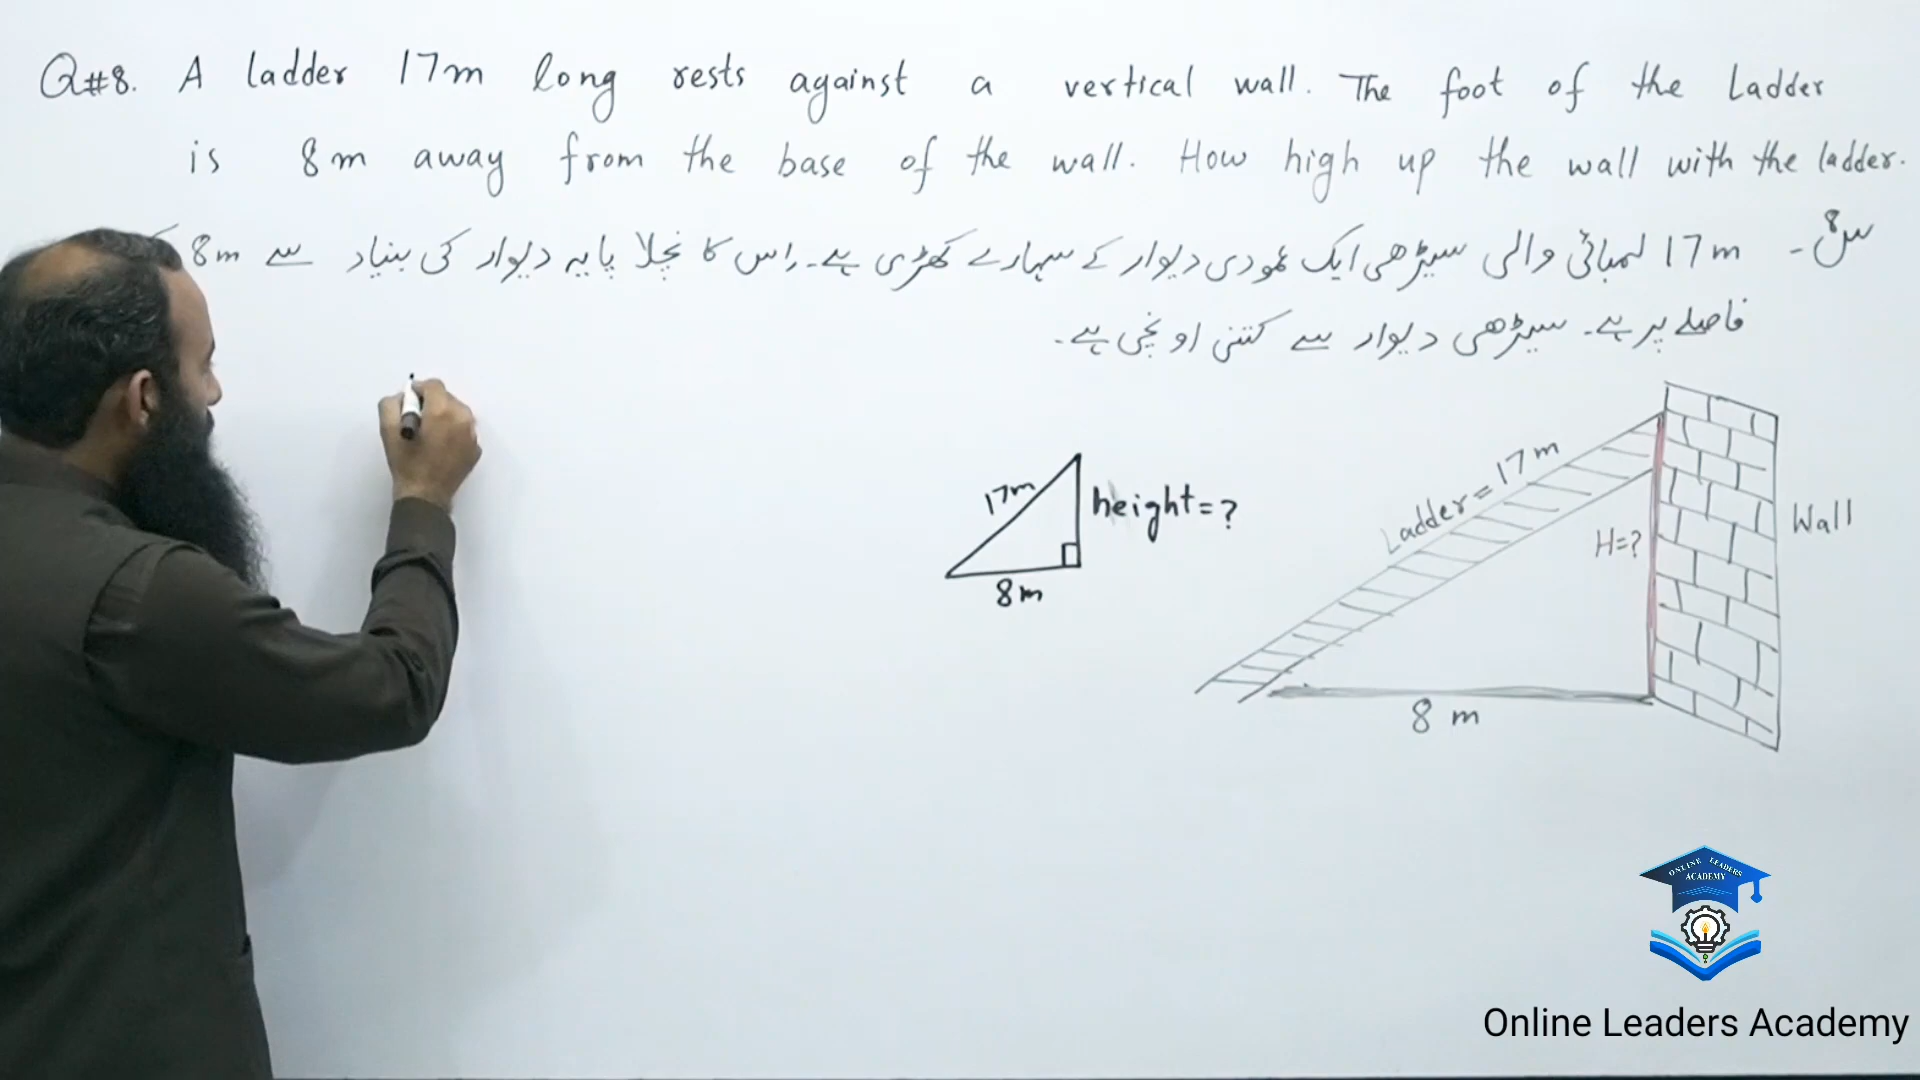 Q#8. A ladder 17m long rests against a vertical wall. The foot of the Ladder
is 8m away from the base of the wall. How high up the wall with the ladder.
س8۔ 17m لمبائی والی سیڑھی ایک عمودی دیوار کے سہارے کھڑی ہے۔ اس کا نچلا پایہ دیوار کی بنیاد سے 8m
فاصلے پر ہے۔ سیڑھی دیوار سے کتنی اونچی ہے۔
17m
height=?
8m
Ladder = 17m
H=?
Wall
8 m
ONLINE LEADERS
ACADEMY
Online Leaders Academy